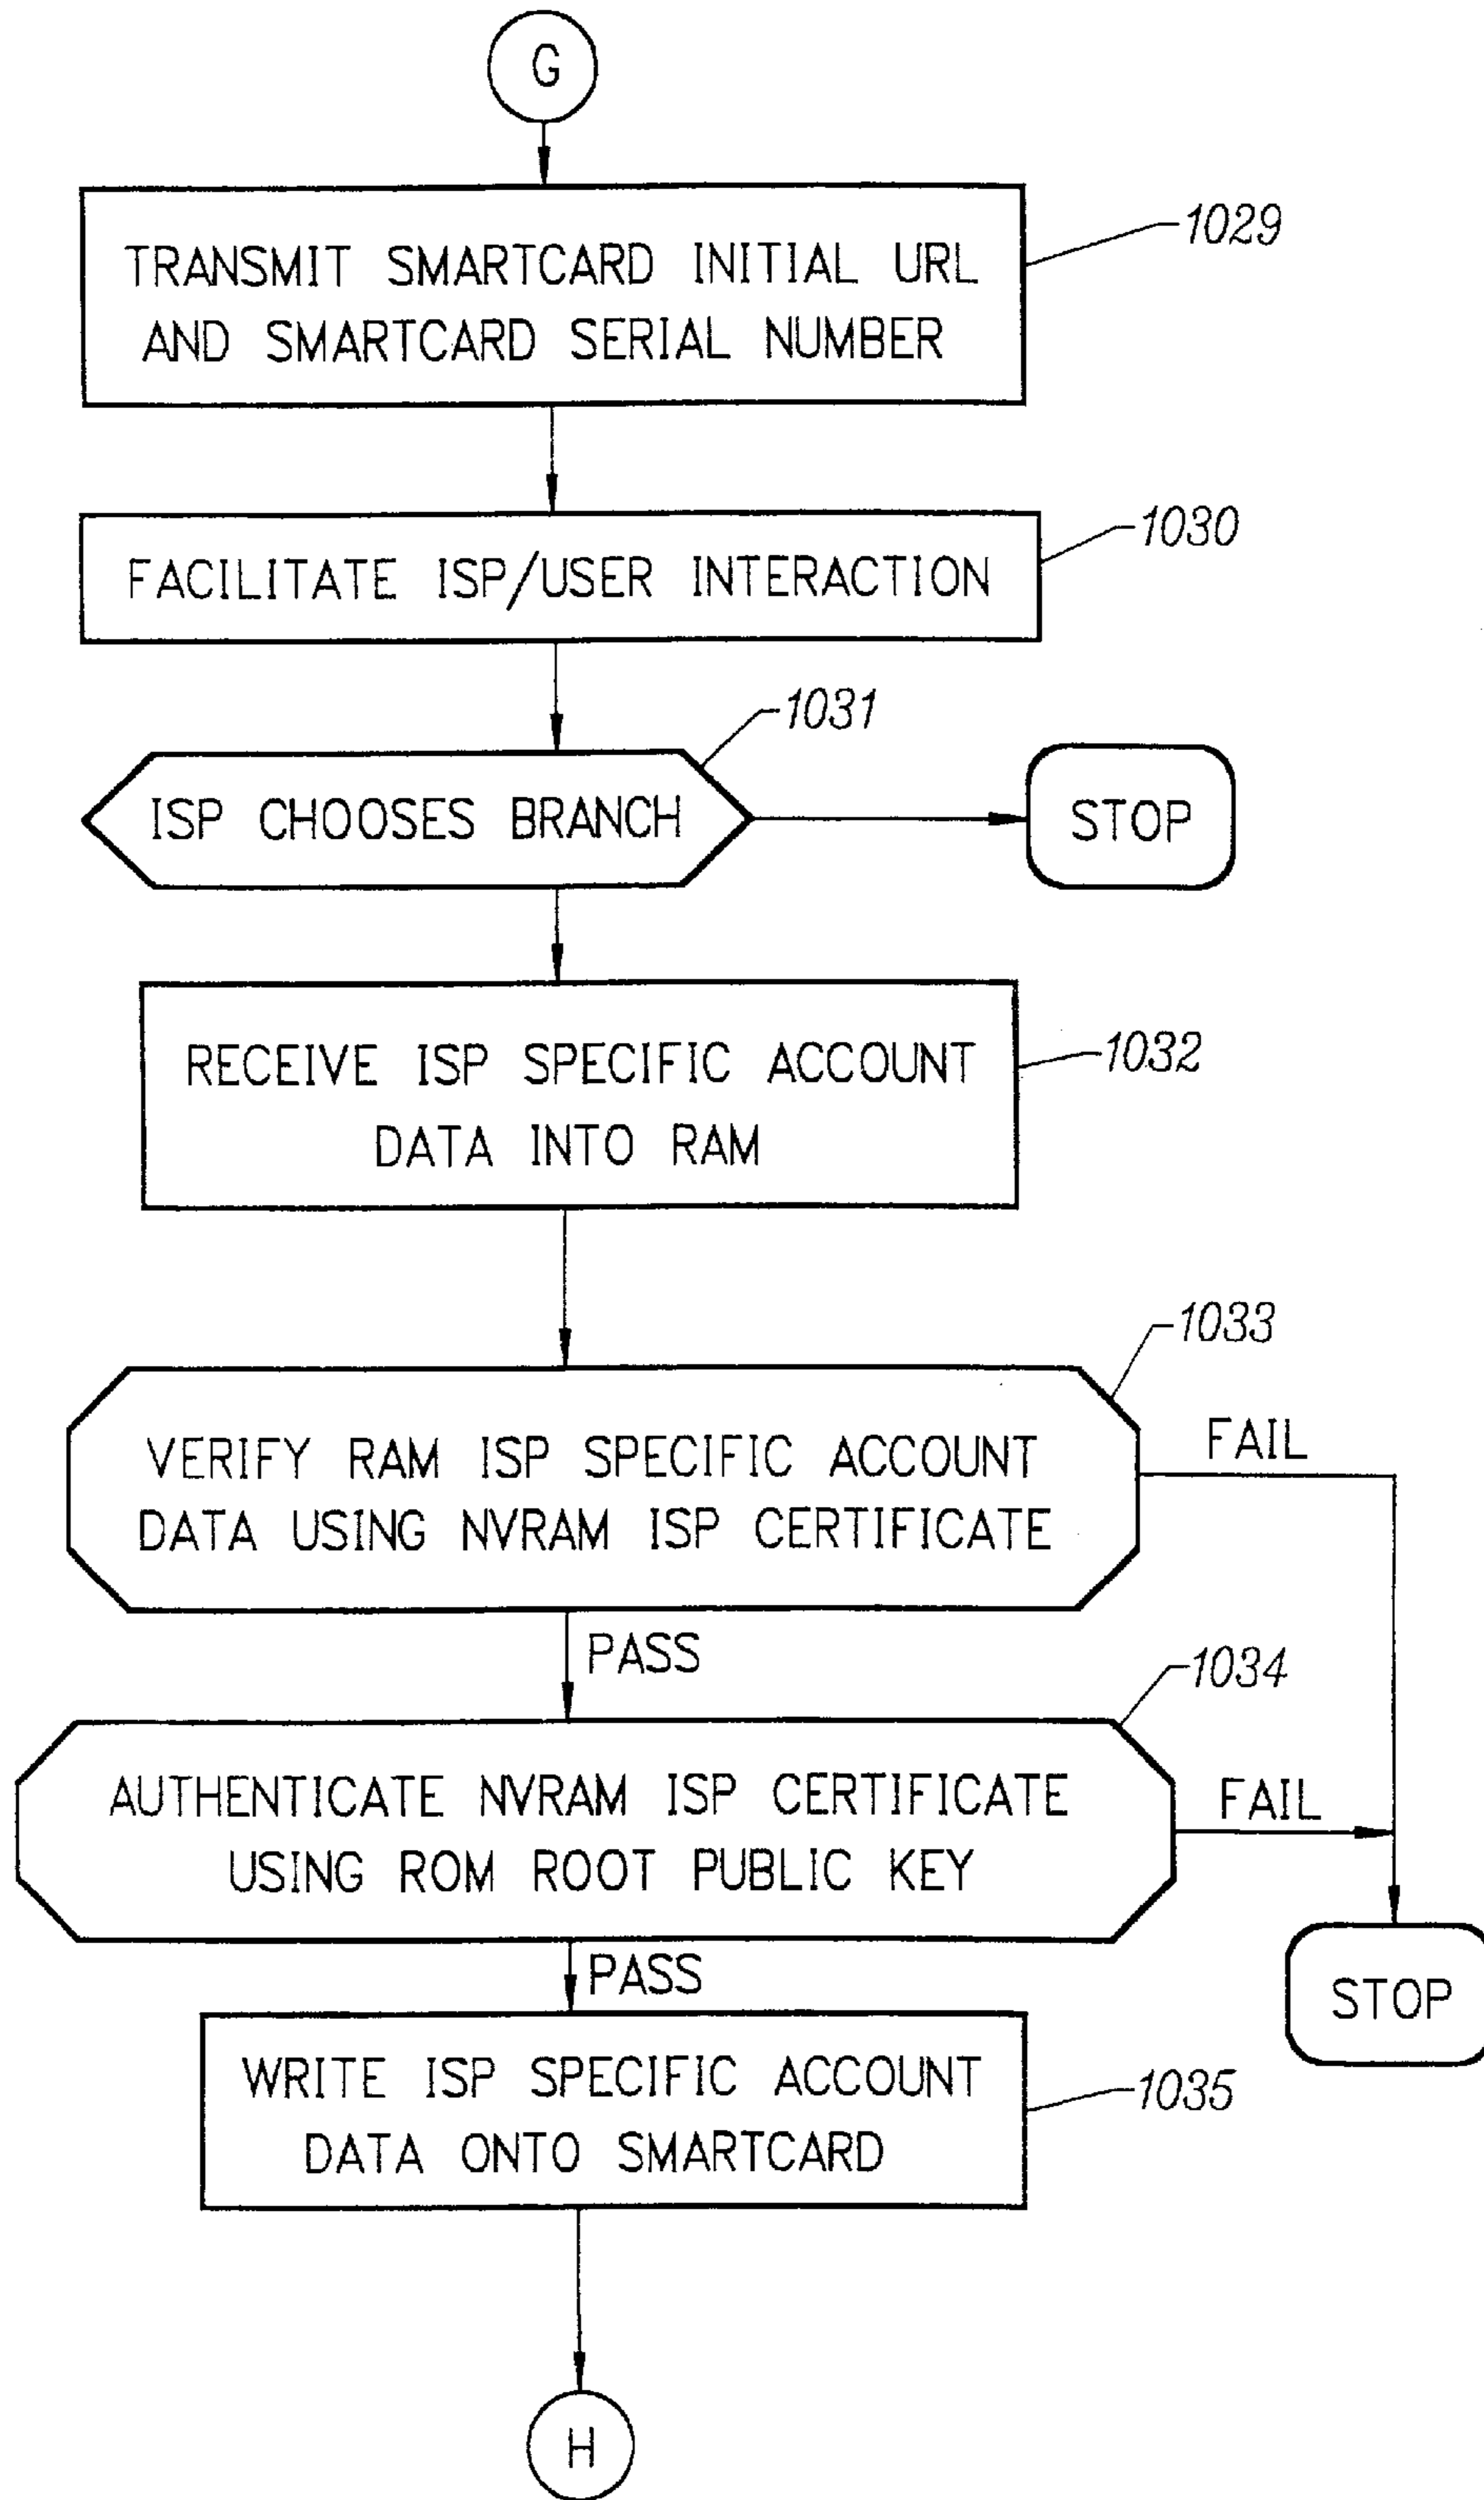 G
1029
TRANSMIT SMARTCARD INITIAL URL
AND SMARTCARD SERIAL NUMBER
1030
FACILITATE ISP/USER INTERACTION
1031
ISP CHOOSES BRANCH
STOP
RECEIVE ISP SPECIFIC ACCOUNT
1032
DATA INTO RAM
1033
FAIL
VERIFY RAM ISP SPECIFIC ACCOUNT
DATA USING NVRAM ISP CERTIFICATE
PASS
1034
AUTHENTICATE NVRAM ISP CERTIFICATE
FAIL
USING ROM ROOT PUBLIC KEY
PASS
STOP
WRITE ISP SPECIFIC ACCOUNT
1035
DATA ONTO SMARTCARD
H